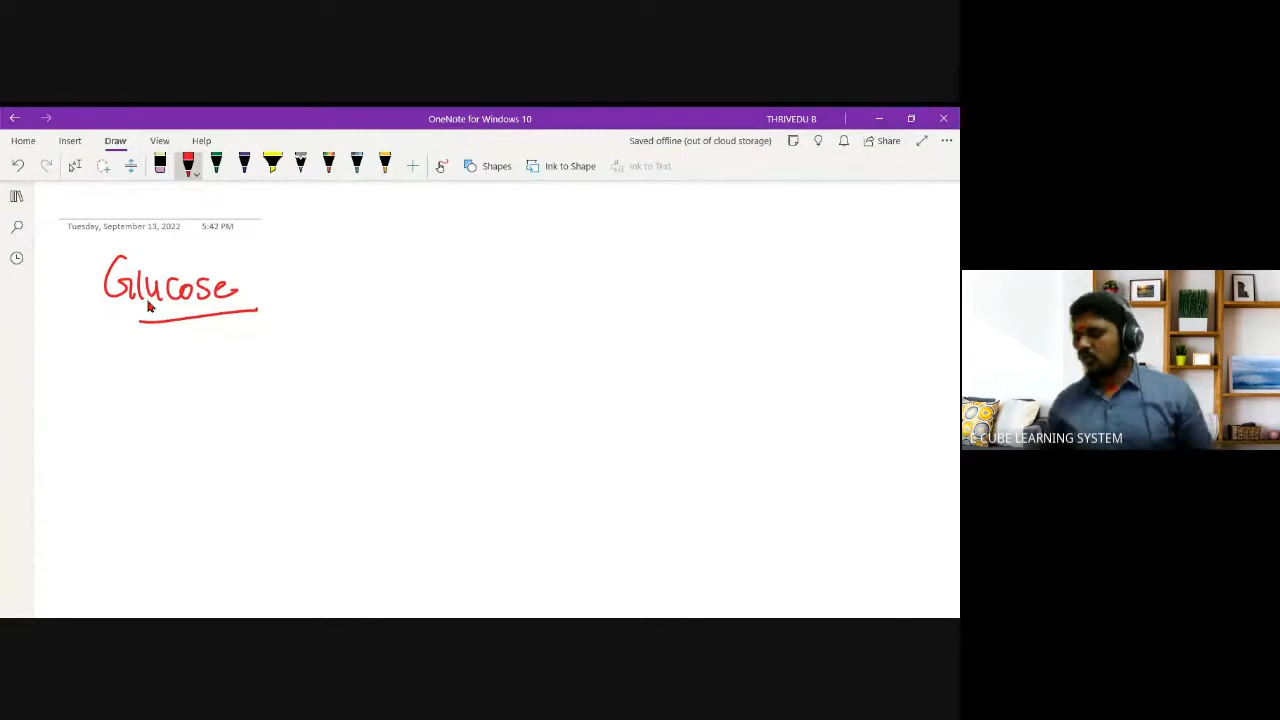 OneNote for Windows 10
THRIVEDU B
Home Insert Draw View Help
Saved offline (out of cloud storage)
Share
Shapes
Ink to Shape
Ink to Text
Tuesday, September 13, 2022 5:42 PM
Glucose
CUBE LEARNING SYSTEM